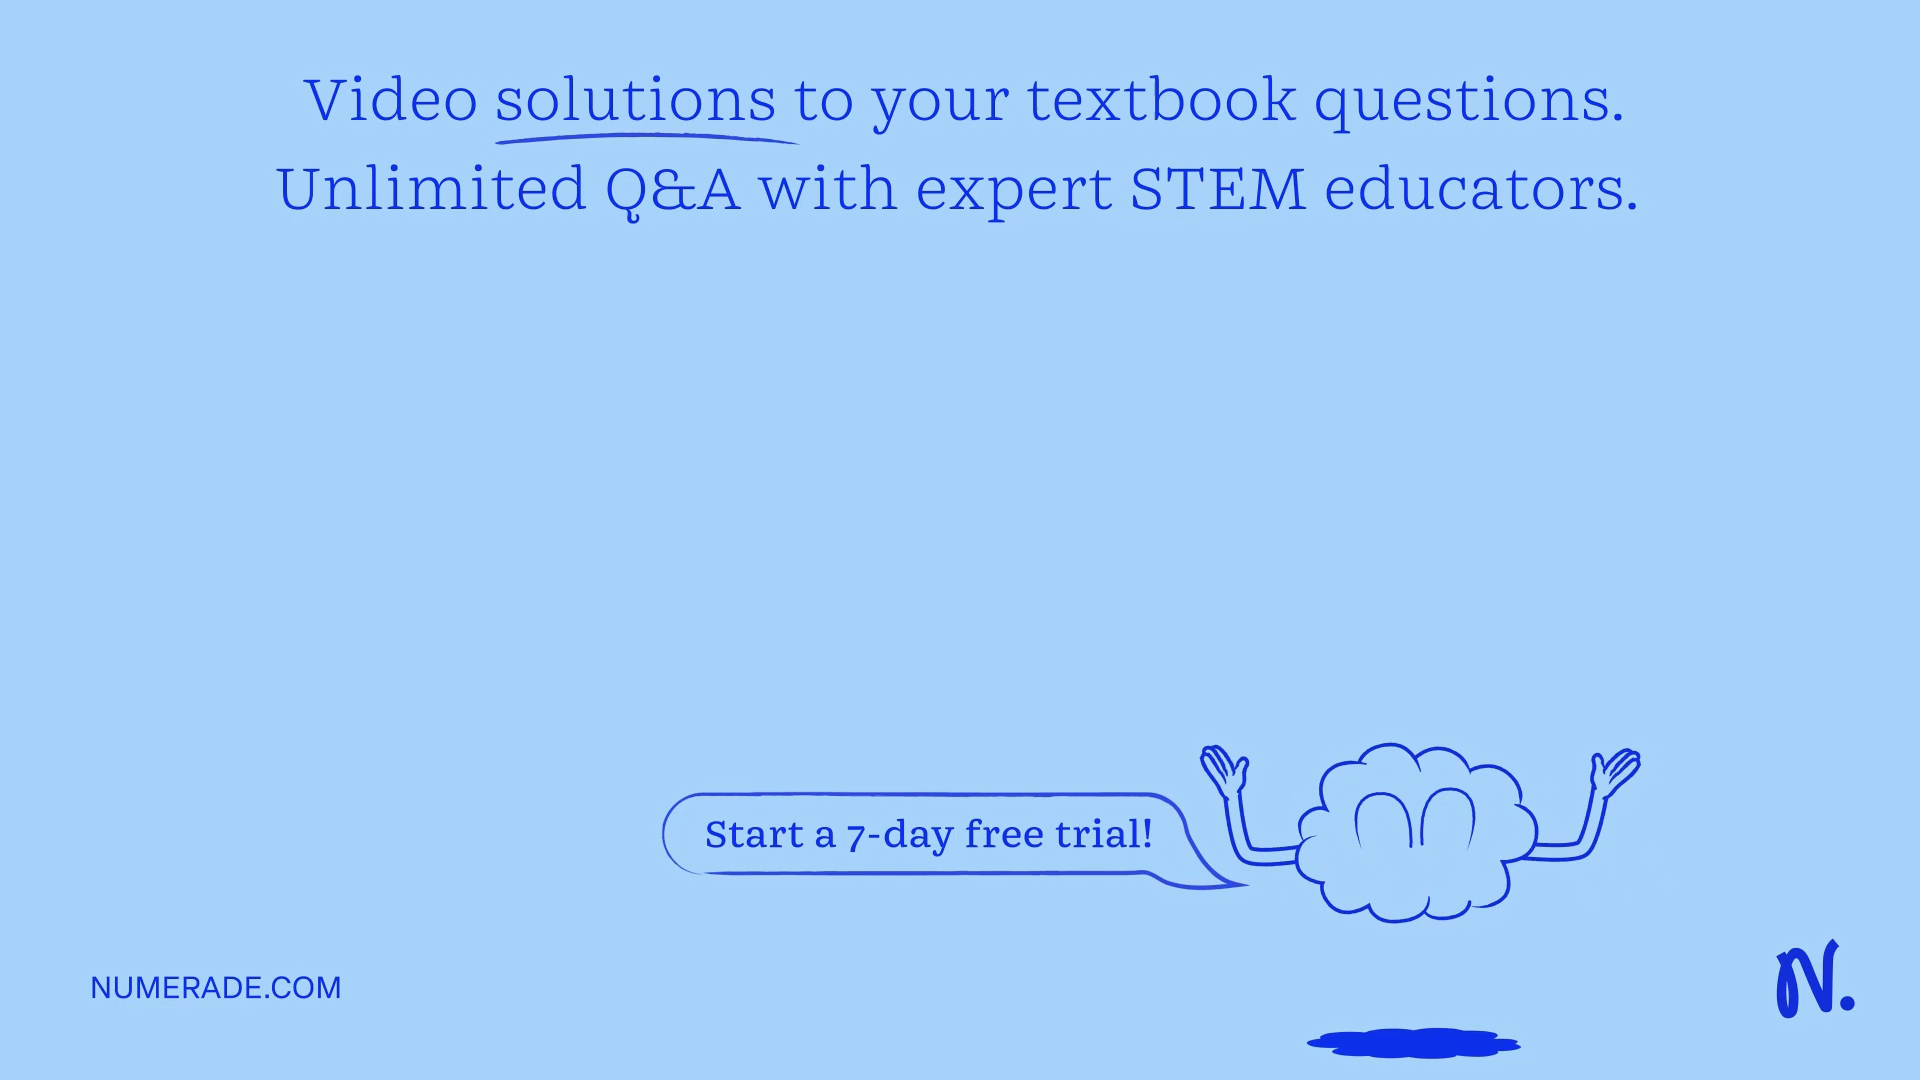 Video solutions to your textbook questions.
Unlimited Q&A with expert STEM educators.
Start a 7-day free trial!
NUMERADE.COM
N.